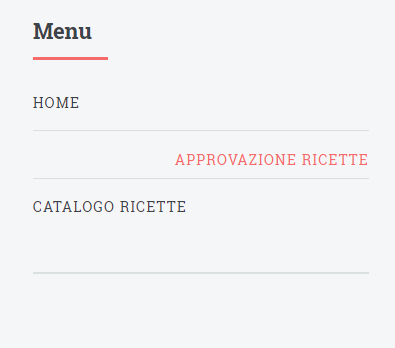 Menu
HOME
APPROVAZIONE RICETTE
CATALOGO RICETTE